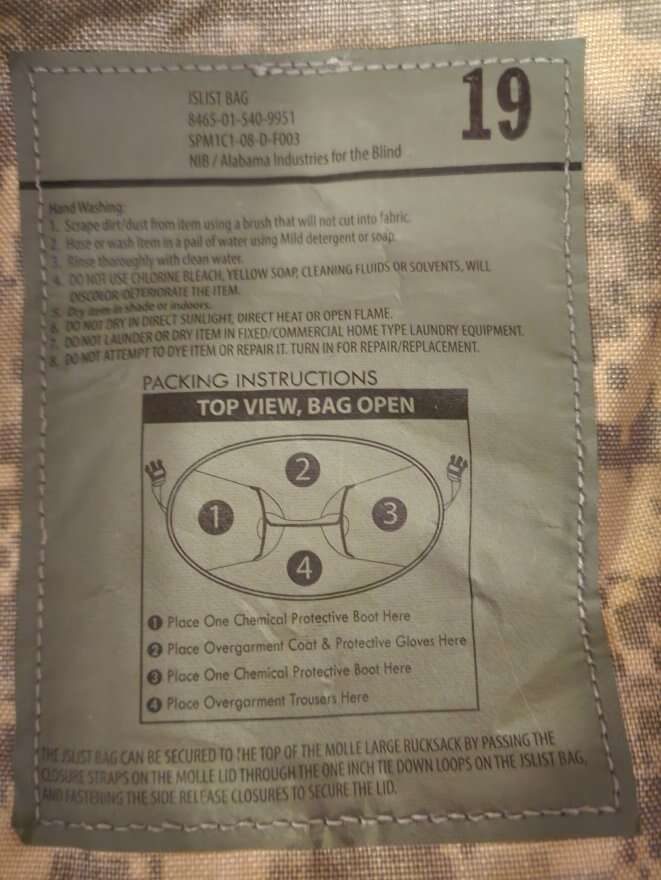 JSLIST BAG
8465-01-540-9951
SPM1C1-08-D-F003
NIB / Alabama Industries for the Blind
19
Hand Washing:
1. Scrape dirt/dust from item using a brush that will not cut into fabric.
2. Hose or wash item in a pail of water using Mild detergent or soap.
3. Rinse thoroughly with clean water.
4. DO NOT USE CHLORINE BLEACH, YELLOW SOAP, CLEANING FLUIDS OR SOLVENTS, WILL
DISCOLOR/DETERIORATE THE ITEM.
5. Dry item in shade or indoors.
6. DO NOT DRY IN DIRECT SUNLIGHT, DIRECT HEAT OR OPEN FLAME.
7. DO NOT LAUNDER OR DRY ITEM IN FIXED/COMMERCIAL HOME TYPE LAUNDRY EQUIPMENT.
8. DO NOT ATTEMPT TO DYE ITEM OR REPAIR IT. TURN IN FOR REPAIR/REPLACEMENT.
PACKING INSTRUCTIONS
TOP VIEW, BAG OPEN
2
1
3
4
1 Place One Chemical Protective Boot Here
2 Place Overgarment Coat & Protective Gloves Here
3 Place One Chemical Protective Boot Here
4 Place Overgarment Trousers Here
THE JSLIST BAG CAN BE SECURED TO THE TOP OF THE MOLLE LARGE RUCKSACK BY PASSING THE
CLOSURE STRAPS ON THE MOLLE LID THROUGH THE ONE INCH TIE DOWN LOOPS ON THE JSLIST BAG,
AND FASTENING THE SIDE RELEASE CLOSURES TO SECURE THE LID.